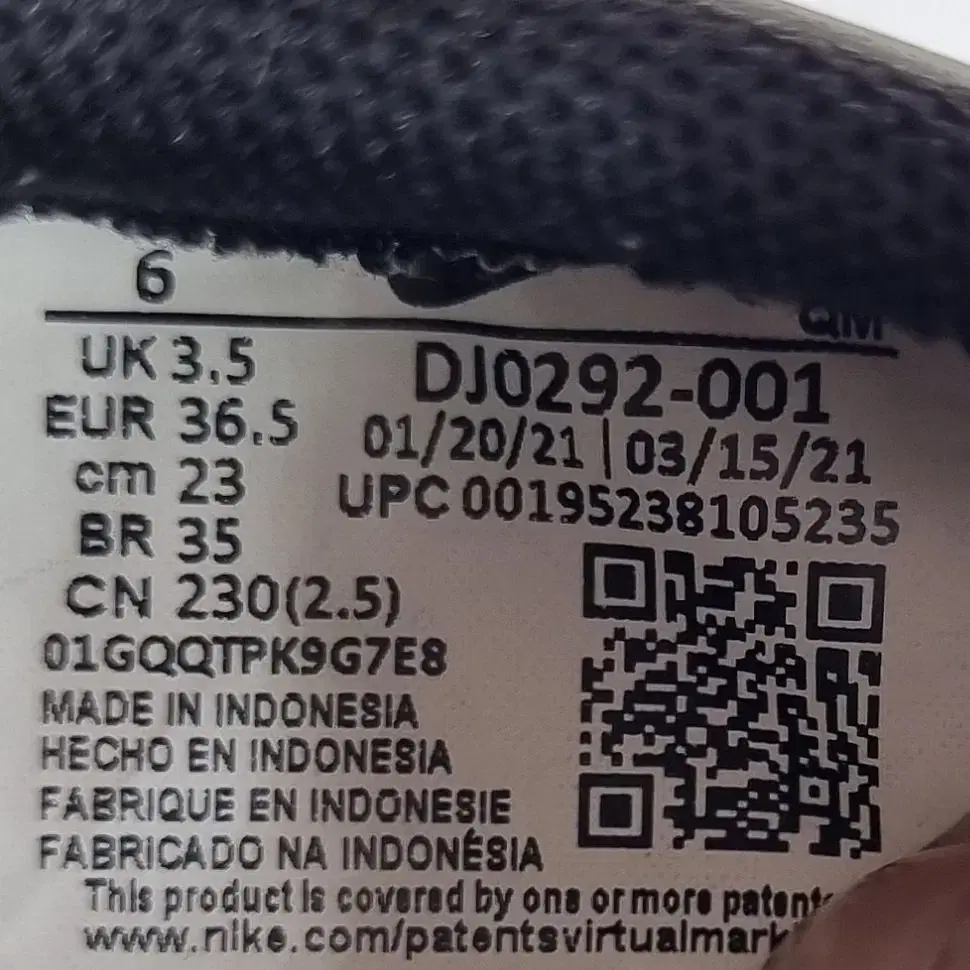 6
QM
UK 3.5
EUR 36.5
cm 23
BR 35
CN 230(2.5)
DJ0292-001
01/20/21 | 03/15/21
UPC 00195238105235
01GQQTPK9G7E8
MADE IN INDONESIA
HECHO EN INDONESIA
FABRIQUE EN INDONESIE
FABRICADO NA INDONÉSIA
This product is covered by one or more patents
www.nike.com/patentsvirtualmark